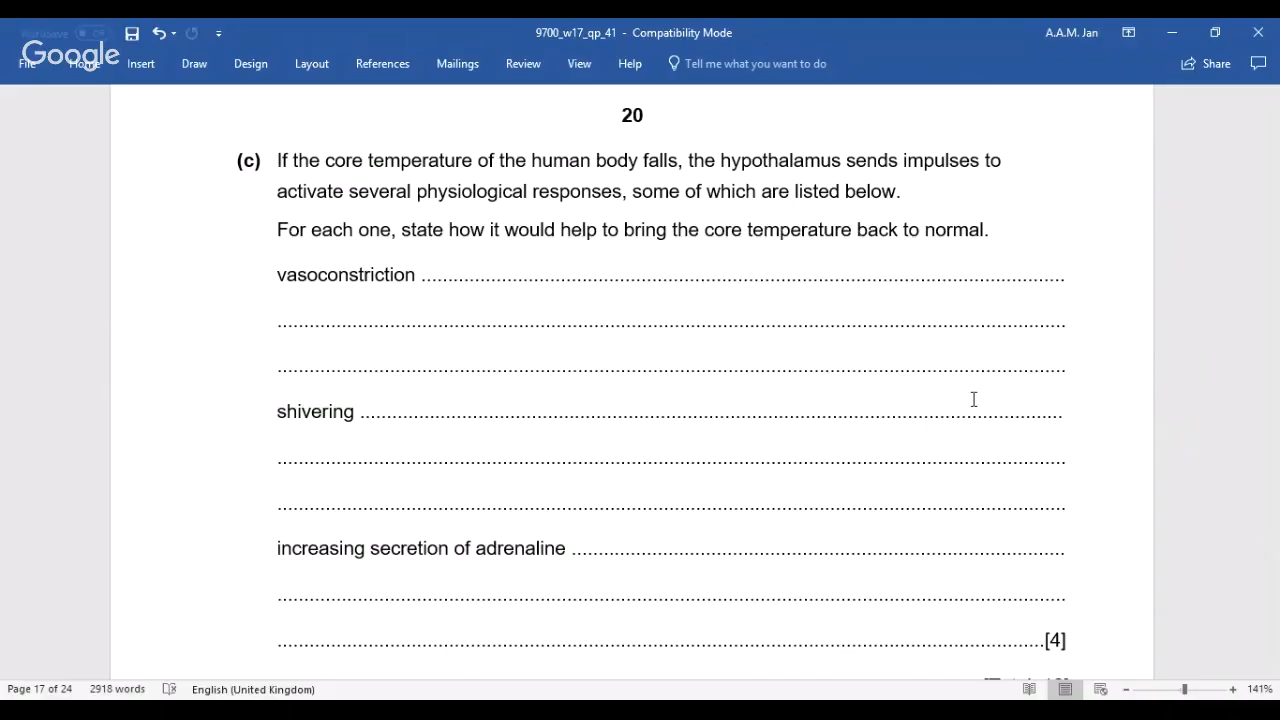 9700_w17_qp_41 - Compatibility Mode
A.A.M. Jan
Google
File Home Insert Draw Design Layout References Mailings Review View Help Tell me what you want to do Share
20
(c) If the core temperature of the human body falls, the hypothalamus sends impulses to
activate several physiological responses, some of which are listed below.
For each one, state how it would help to bring the core temperature back to normal.
vasoconstriction ..........................................................................................................................
......................................................................................................................................................
......................................................................................................................................................
shivering .....................................................................................................................................
......................................................................................................................................................
......................................................................................................................................................
increasing secretion of adrenaline .............................................................................................
......................................................................................................................................................
..................................................................................................................................................[4]
Page 17 of 24 2918 words English (United Kingdom) 141%